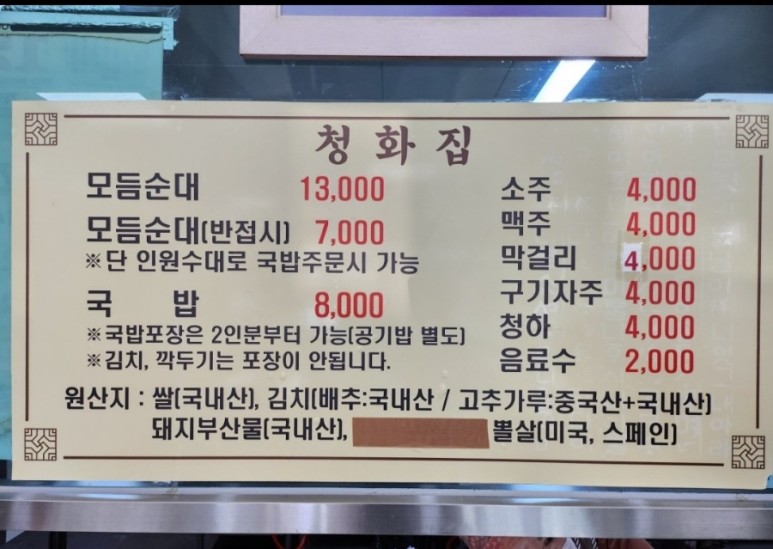 청화집
모듬순대 13,000
모듬순대(반접시) 7,000
※단 인원수대로 국밥주문시 가능
국 밥 8,000
※국밥포장은 2인분부터 가능(공기밥 별도)
※김치, 깍두기는 포장이 안됩니다.
소주 4,000
맥주 4,000
막걸리 4,000
구기자주 4,000
청하 4,000
음료수 2,000
원산지 : 쌀(국내산), 김치(배추:국내산 / 고추가루:중국산+국내산)
돼지부산물(국내산), 뽈살(미국, 스페인)